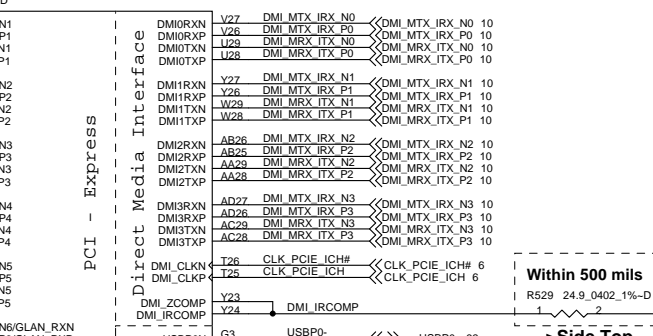 N1 DMI0RXN V27 DMI_MTX_IRX_N0 DMI_MTX_IRX_N0 10
P1 DMI0RXP V26 DMI_MTX_IRX_P0 DMI_MTX_IRX_P0 10
N1 DMI0TXN U29 DMI_MRX_ITX_N0 DMI_MRX_ITX_N0 10
P1 DMI0TXP U28 DMI_MRX_ITX_P0 DMI_MRX_ITX_P0 10
N2 DMI1RXN Y27 DMI_MTX_IRX_N1 DMI_MTX_IRX_N1 10
P2 DMI1RXP Y26 DMI_MTX_IRX_P1 DMI_MTX_IRX_P1 10
N2 DMI1TXN W29 DMI_MRX_ITX_N1 DMI_MRX_ITX_N1 10
P2 DMI1TXP W28 DMI_MRX_ITX_P1 DMI_MRX_ITX_P1 10
N3 DMI2RXN AB26 DMI_MTX_IRX_N2 DMI_MTX_IRX_N2 10
P3 DMI2RXP AB25 DMI_MTX_IRX_P2 DMI_MTX_IRX_P2 10
N3 DMI2TXN AA29 DMI_MRX_ITX_N2 DMI_MRX_ITX_N2 10
P3 DMI2TXP AA28 DMI_MRX_ITX_P2 DMI_MRX_ITX_P2 10
N4 DMI3RXN AD27 DMI_MTX_IRX_N3 DMI_MTX_IRX_N3 10
P4 DMI3RXP AD26 DMI_MTX_IRX_P3 DMI_MTX_IRX_P3 10
N4 DMI3TXN AC29 DMI_MRX_ITX_N3 DMI_MRX_ITX_N3 10
P4 DMI3TXP AC28 DMI_MRX_ITX_P3 DMI_MRX_ITX_P3 10
N5 DMI_CLKN T26 CLK_PCIE_ICH# CLK_PCIE_ICH# 6
P5 DMI_CLKP T25 CLK_PCIE_ICH CLK_PCIE_ICH 6
N5
P5 DMI_ZCOMP Y23
DMI_IRCOMP Y24 DMI_IRCOMP
N6/GLAN_RXN
G3 USBP0-
PCI - Express
Direct Media Interface
Within 500 mils
R529 24.9_0402_1%~D
1 2